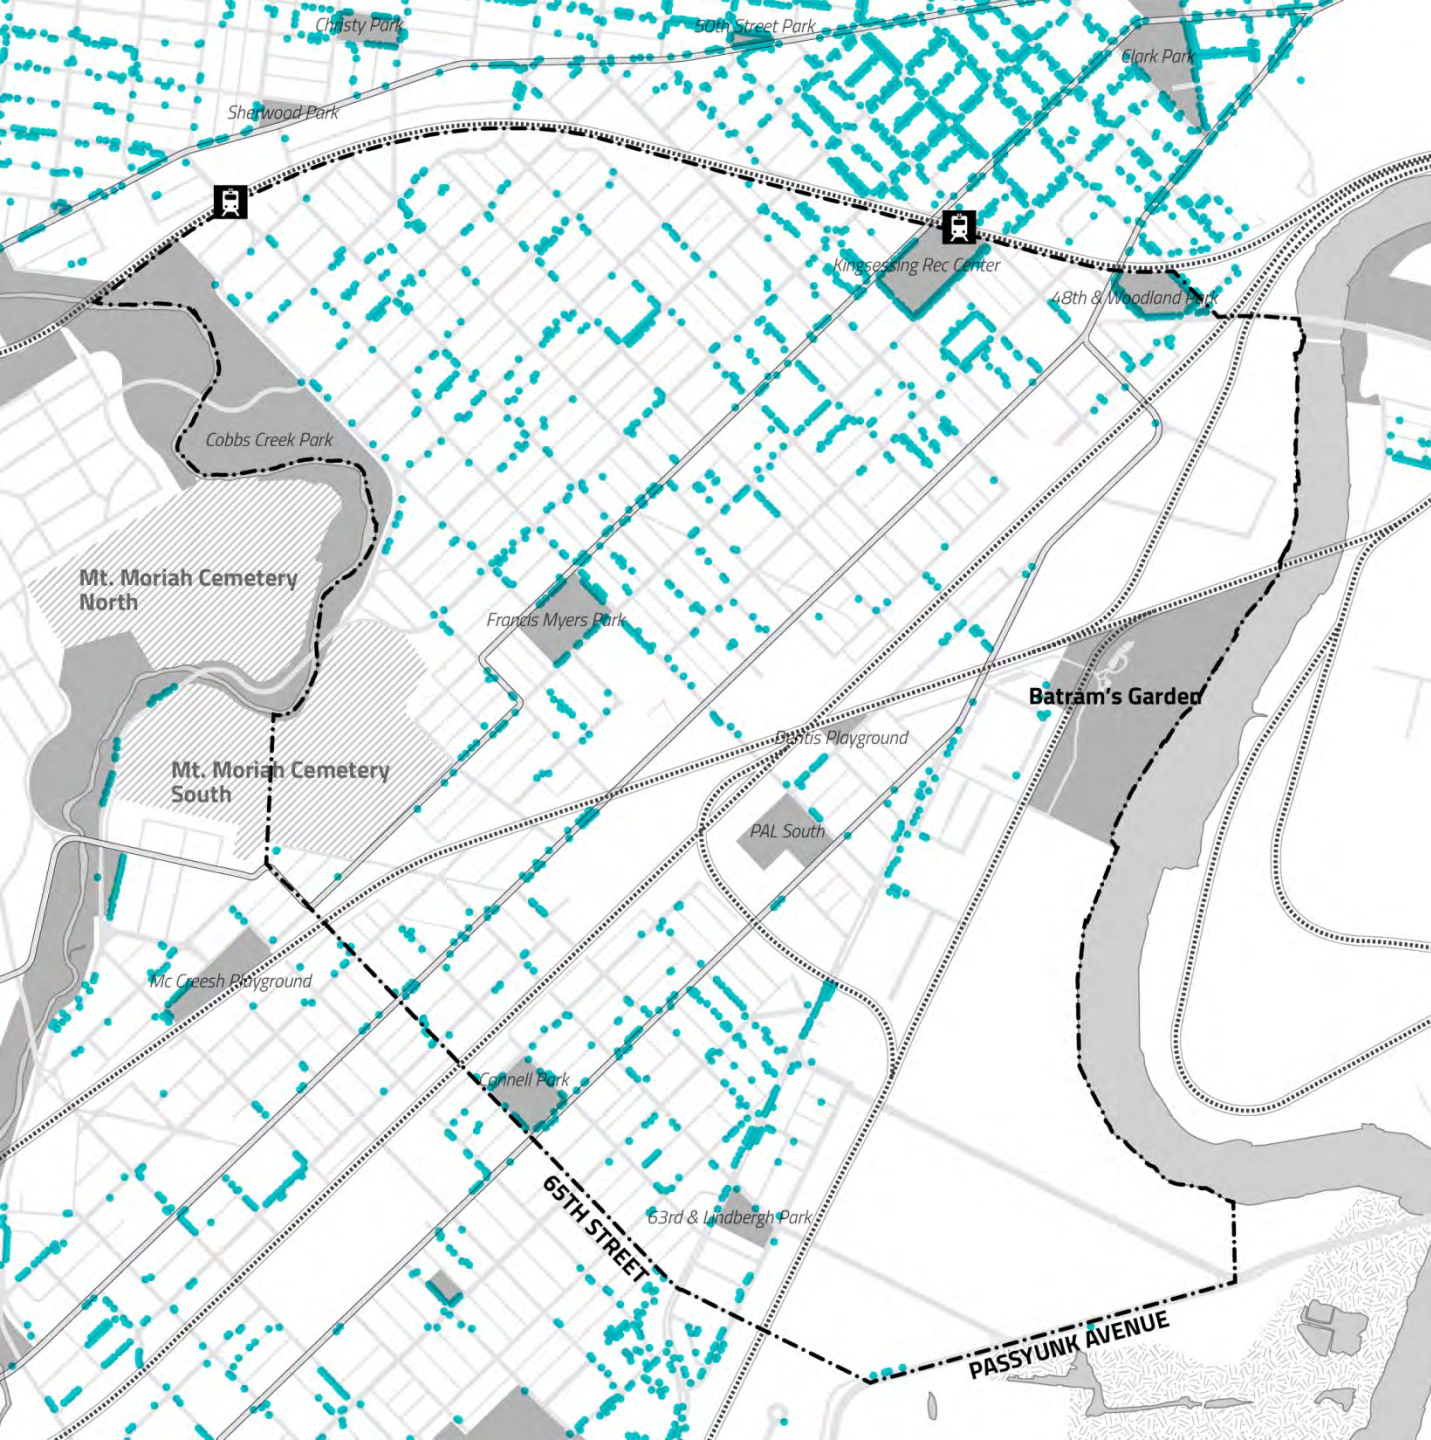 Christy Park
50th Street Park
Clark Park
Sherwood Park
Kingsessing Rec Center
48th & Woodland Park
Cobbs Creek Park
Mt. Moriah Cemetery
North
Francis Myers Park
Batram's Garden
Dentis Playground
Mt. Moriah Cemetery
South
PAL South
Mc Creesh Playground
Connell Park
65TH STREET
63rd & Lindbergh Park
PASSYUNK AVENUE